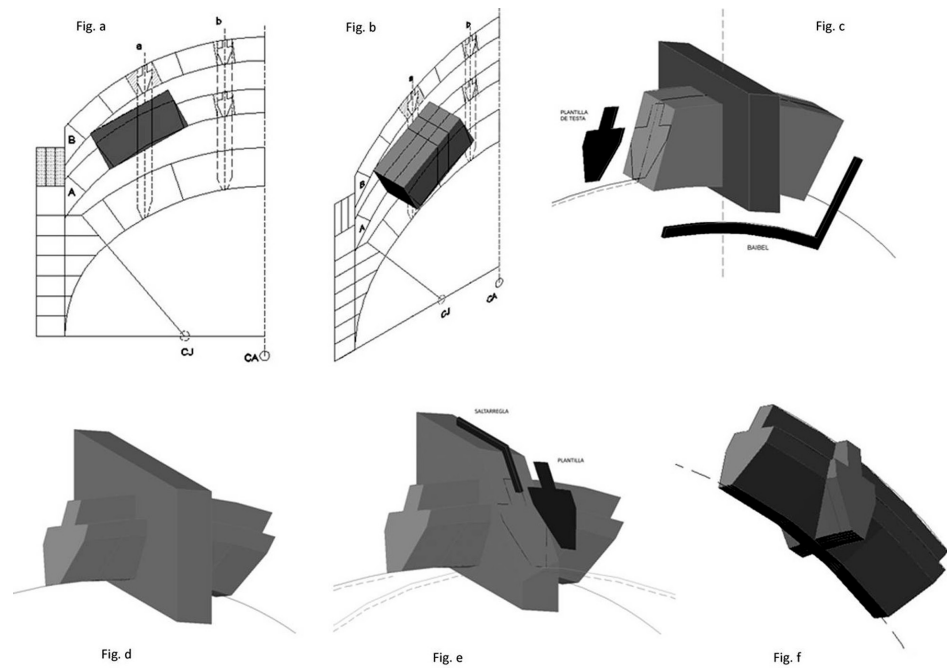 Fig. a
a
b
B
A
CJ
CA
Fig. b
a
b
B
A
CJ
CA
Fig. c
PLANTILLA
DE TESTA
BAIBEL
Fig. d
SALTARREGLA
PLANTILLA
Fig. e
Fig. f